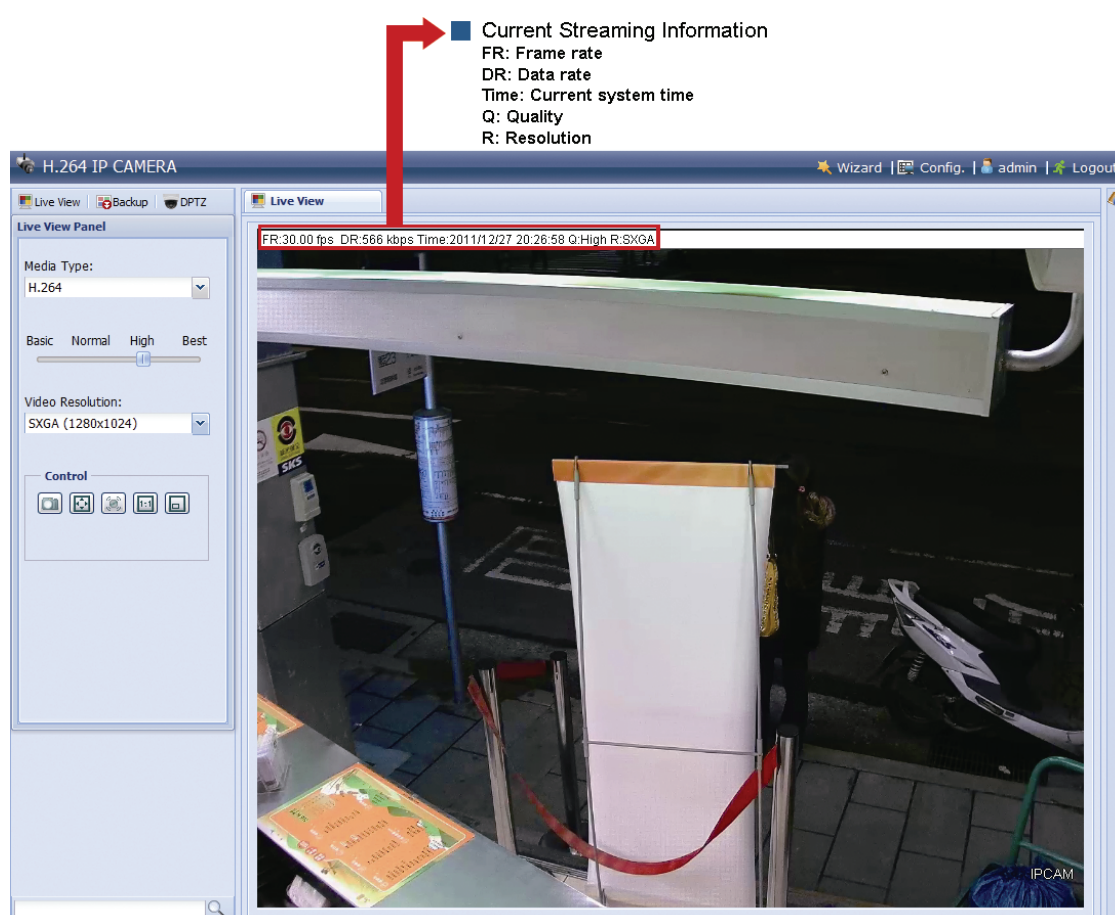 Current Streaming Information
FR: Frame rate
DR: Data rate
Time: Current system time
Q: Quality
R: Resolution
H.264 IP CAMERA
Wizard | Config. | admin | Logout
Live View | Backup | DPTZ
Live View
Live View Panel
FR:30.00 fps DR:566 kbps Time:2011/12/27 20:26:58 Q:High R:SXGA
Media Type:
H.264
Basic Normal High Best
Video Resolution:
SXGA (1280x1024)
SKS
Control
1:1
IPCAM